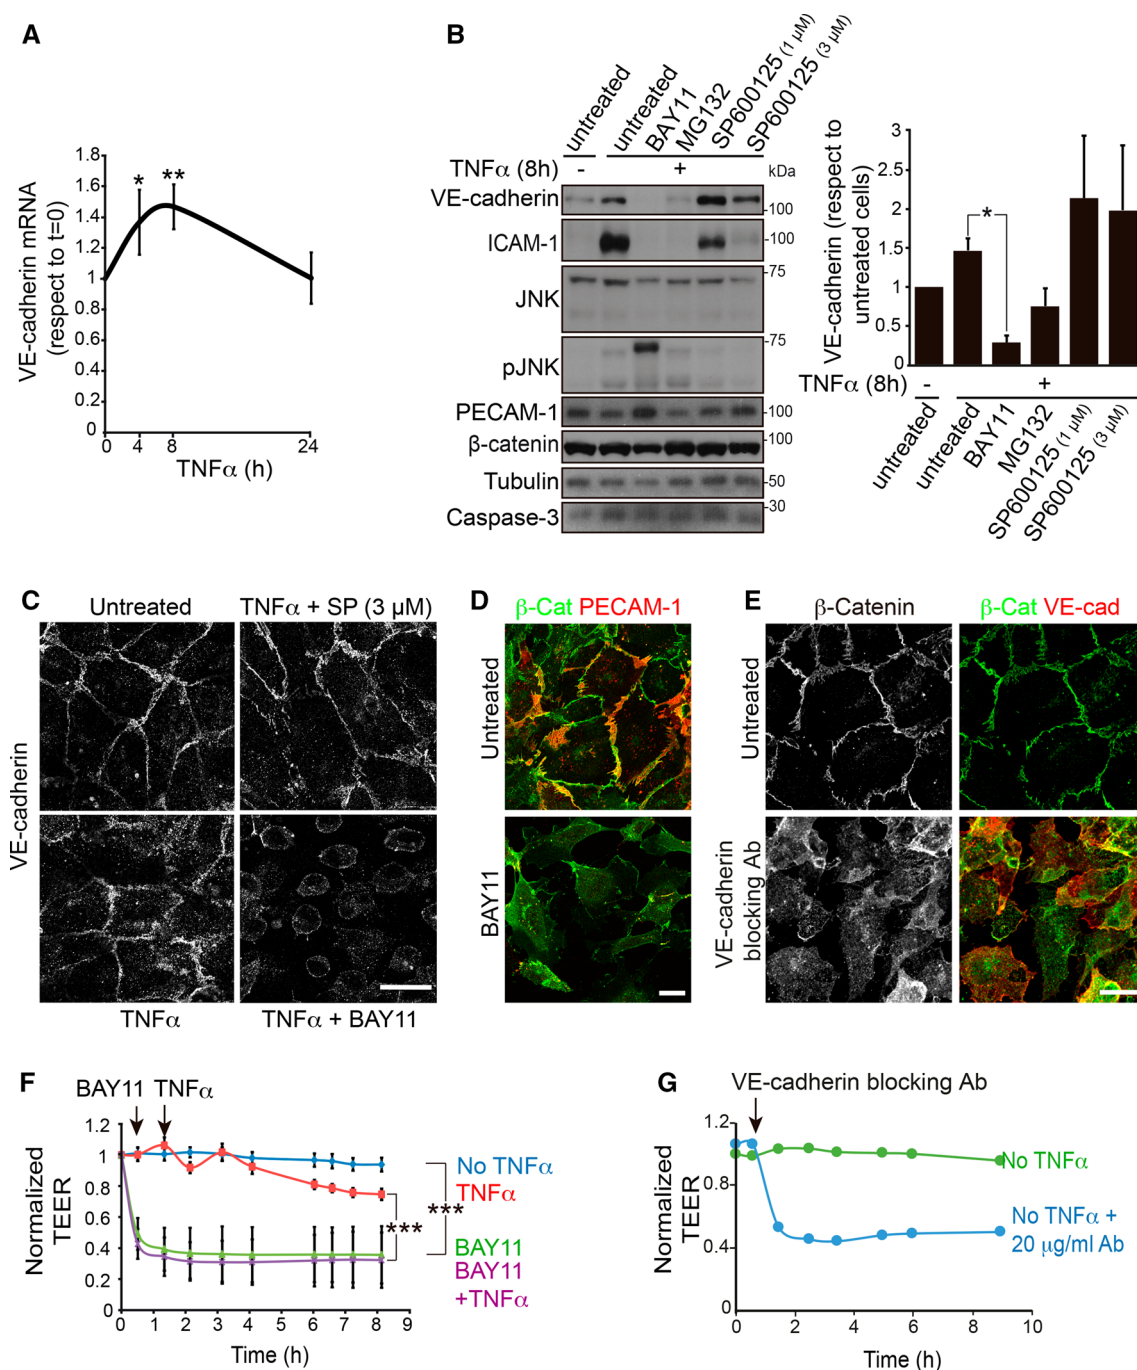 A
VE-cadherin mRNA
(respect to t=0)
1.8
1.6
1.4
1.2
1
0.8
0.6
0.4
0.2
0
*
**
0
4
8
24
TNFα (h)
B
untreated
untreated
BAY11
MG132
SP600125 (1 µM)
SP600125 (3 µM)
TNFα (8h)
-
+
kDa
VE-cadherin
-100
ICAM-1
-100
JNK
-75
pJNK
-75
PECAM-1
-100
β-catenin
-100
Tubulin
-50
Caspase-3
-30
VE-cadherin (respect to
untreated cells)
3
2.5
2
1.5
1
0.5
0
*
TNFα (8h)
-
+
untreated
untreated
BAY11
MG132
SP600125 (1 µM)
SP600125 (3 µM)
C
Untreated
TNFα + SP (3 µM)
VE-cadherin
TNFα
TNFα + BAY11
D
β-Cat PECAM-1
Untreated
BAY11
E
β-Catenin
β-Cat VE-cad
Untreated
VE-cadherin
blocking Ab
F
BAY11 TNFα
Normalized
TEER
1.2
1
0.8
0.6
0.4
0.2
0
0 1 2 3 4 5 6 7 8 9
Time (h)
No TNFα
TNFα
***
***
BAY11
BAY11
+TNFα
G
VE-cadherin blocking Ab
Normalized
TEER
1.2
0.8
0.4
0
0 2 4 6 8 10
Time (h)
No TNFα
No TNFα +
20 µg/ml Ab